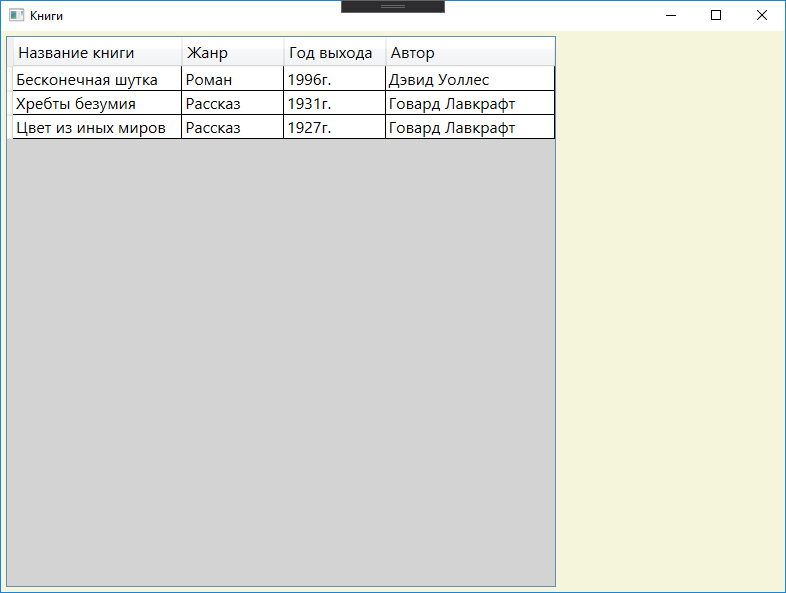 Книги
Название книги Жанр Год выхода Автор
Бесконечная шутка Роман 1996г. Дэвид Уоллес
Хребты безумия Рассказ 1931г. Говард Лавкрафт
Цвет из иных миров Рассказ 1927г. Говард Лавкрафт